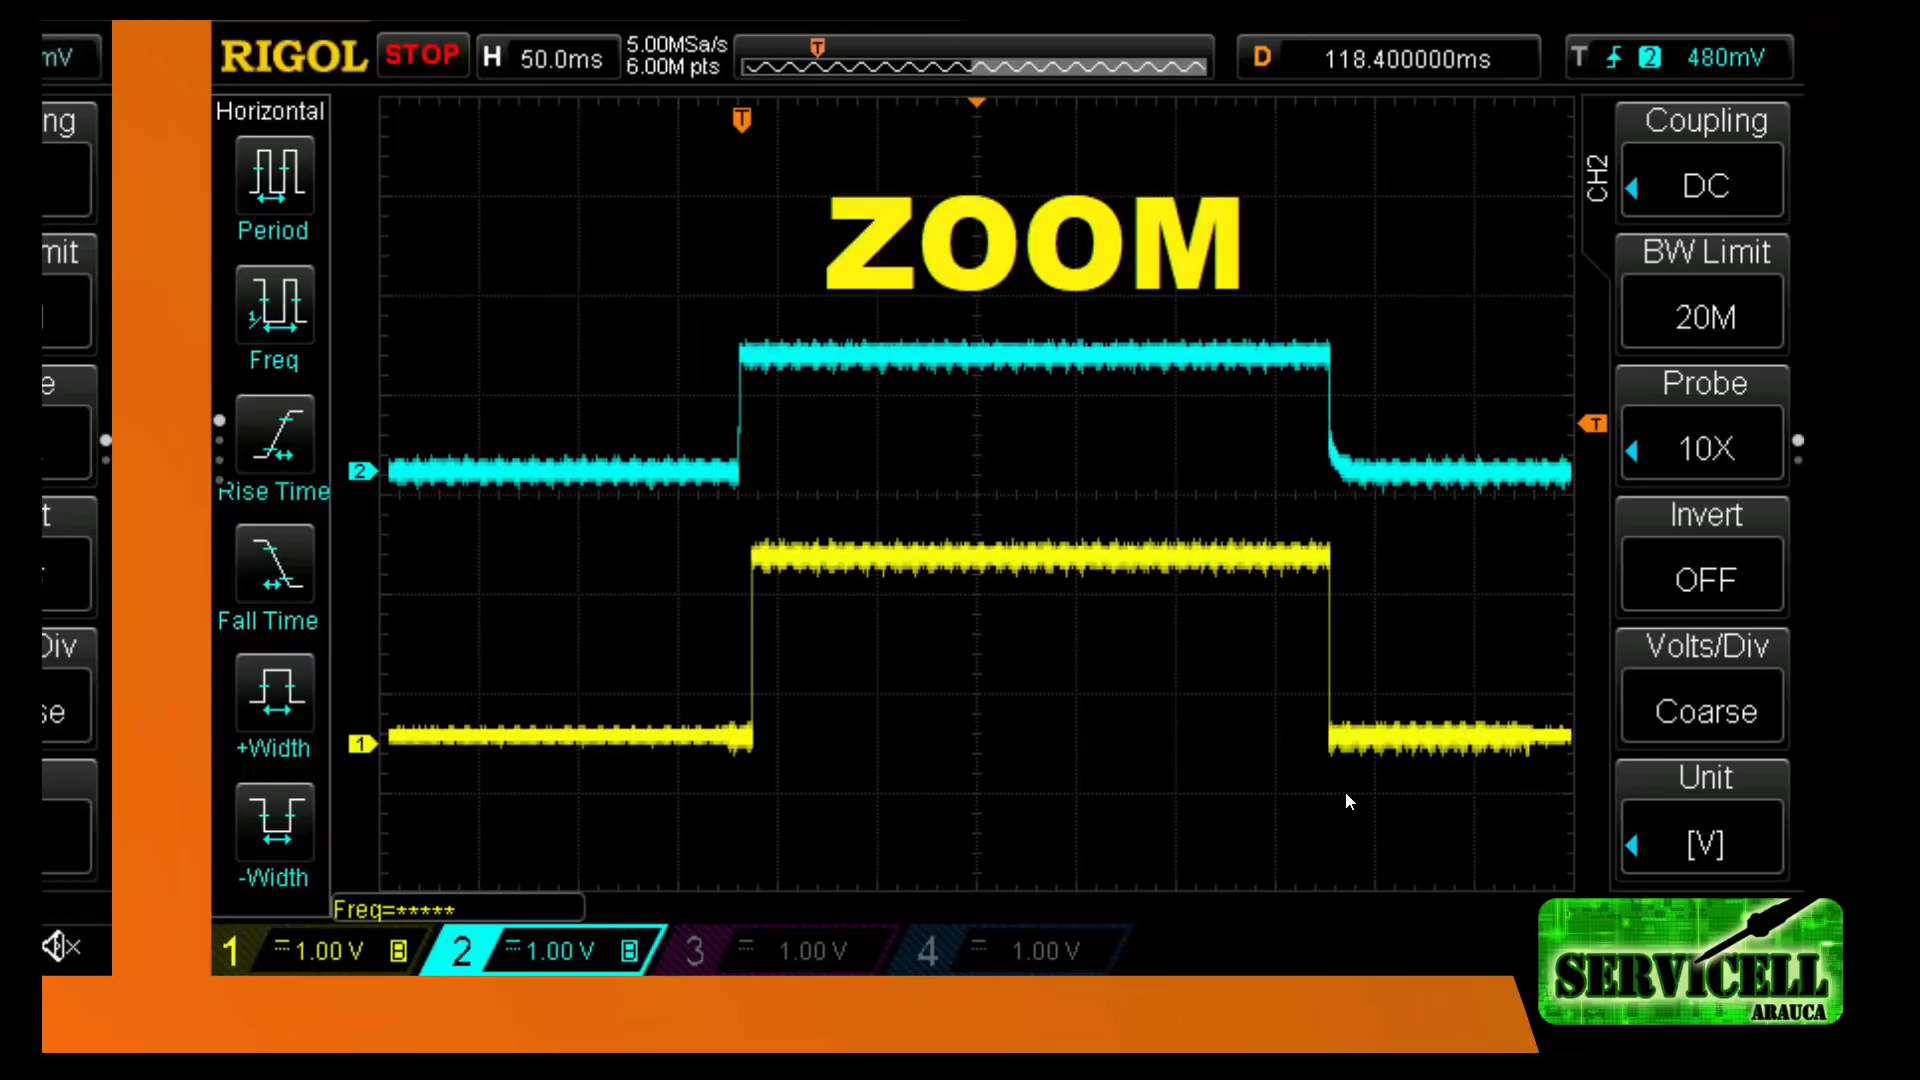 mV
RIGOL
STOP
H 50.0ms
5.00MSa/s
6.00M pts
T
D 118.400000ms
T 2 480mV
Horizontal
T
ZOOM
Period
Freq
Rise Time
Fall Time
+Width
-Width
2
1
T
CH2
Coupling
DC
BW Limit
20M
Probe
10X
Invert
OFF
Volts/Div
Coarse
Unit
[V]
ng
mit
e
t
Div
se
Freq=*****
1 1.00 V B
2 1.00 V B
3 1.00 V
4 1.00 V
SERVICELL
ARAUCA